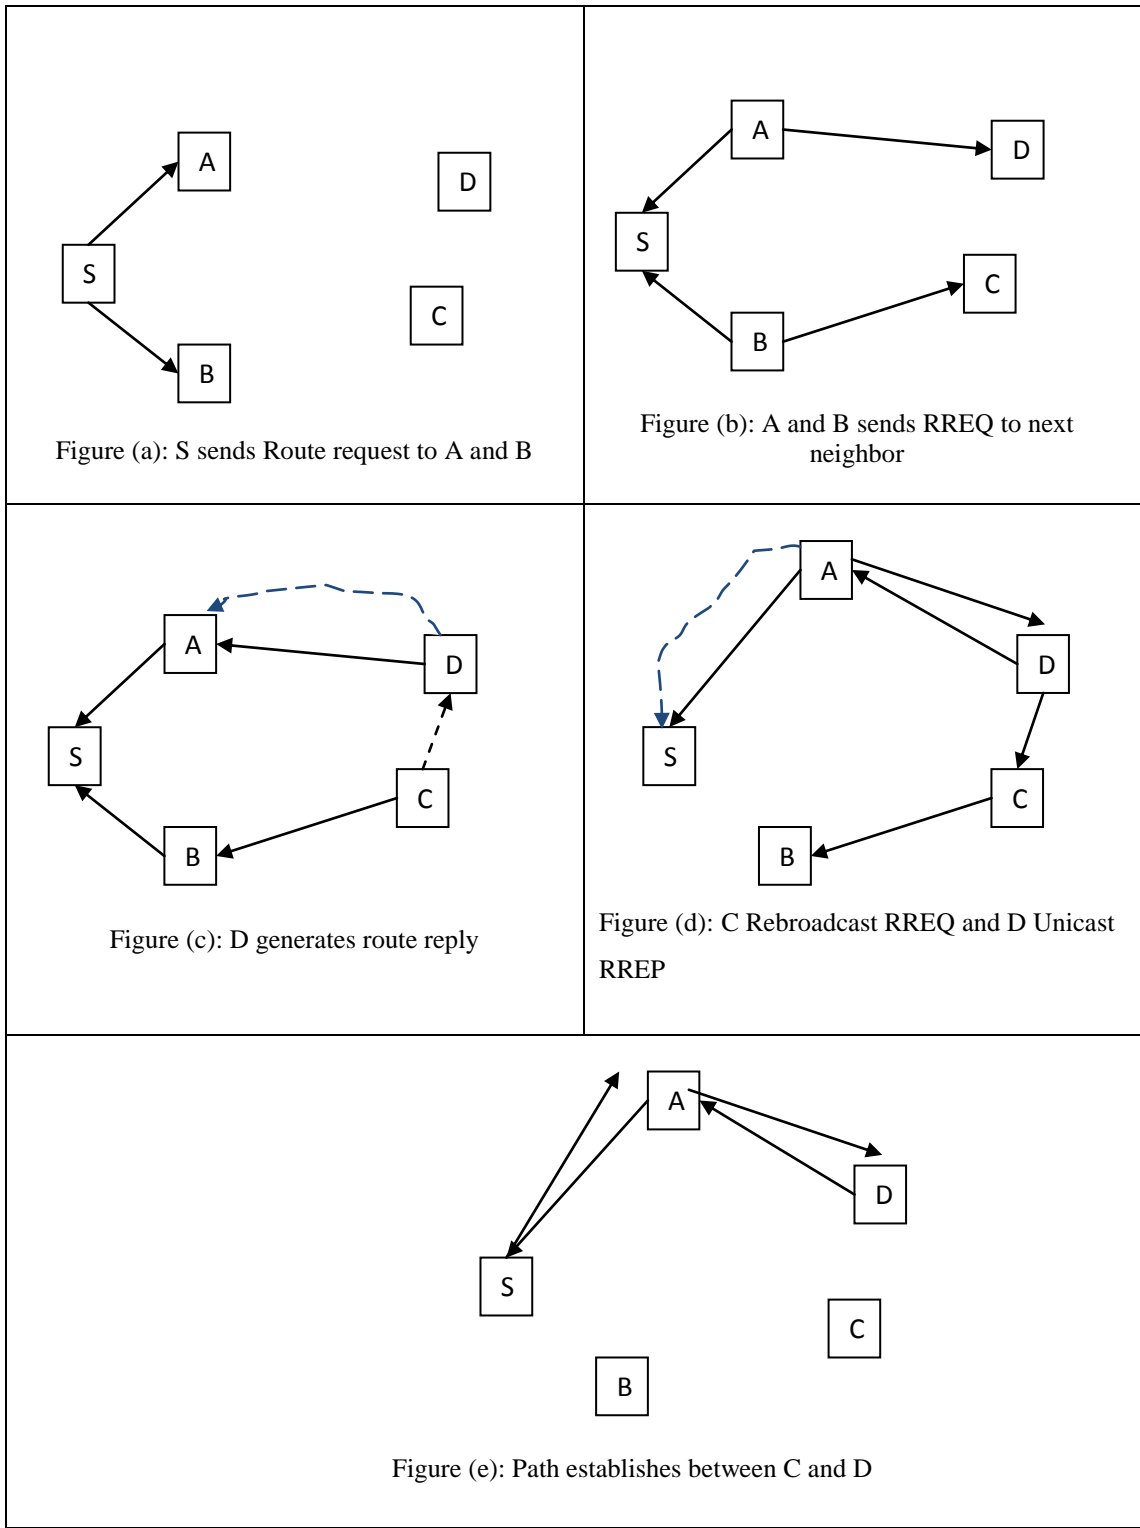 A
D
S
C
B
Figure (a): S sends Route request to A and B
A
D
S
C
B
Figure (b): A and B sends RREQ to next
neighbor
A
D
S
C
B
Figure (c): D generates route reply
A
D
S
C
B
Figure (d): C Rebroadcast RREQ and D Unicast
RREP
A
D
S
C
B
Figure (e): Path establishes between C and D